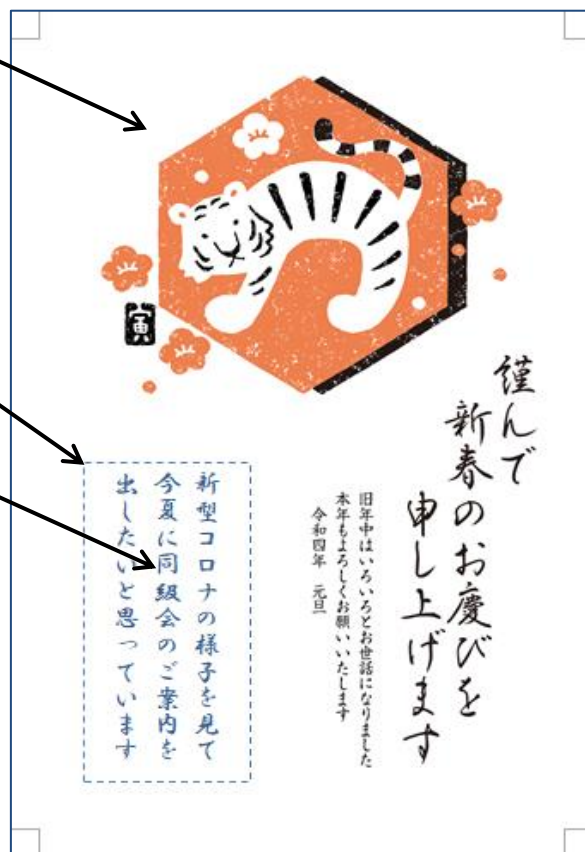 寅
謹んで
新春のお慶びを
申し上げます
旧年中はいろいろとお世話になりました
本年もよろしくお願いいたします
令和四年　元旦
新型コロナの様子を見て
今夏に同級会のご案内を
出したいと思っています